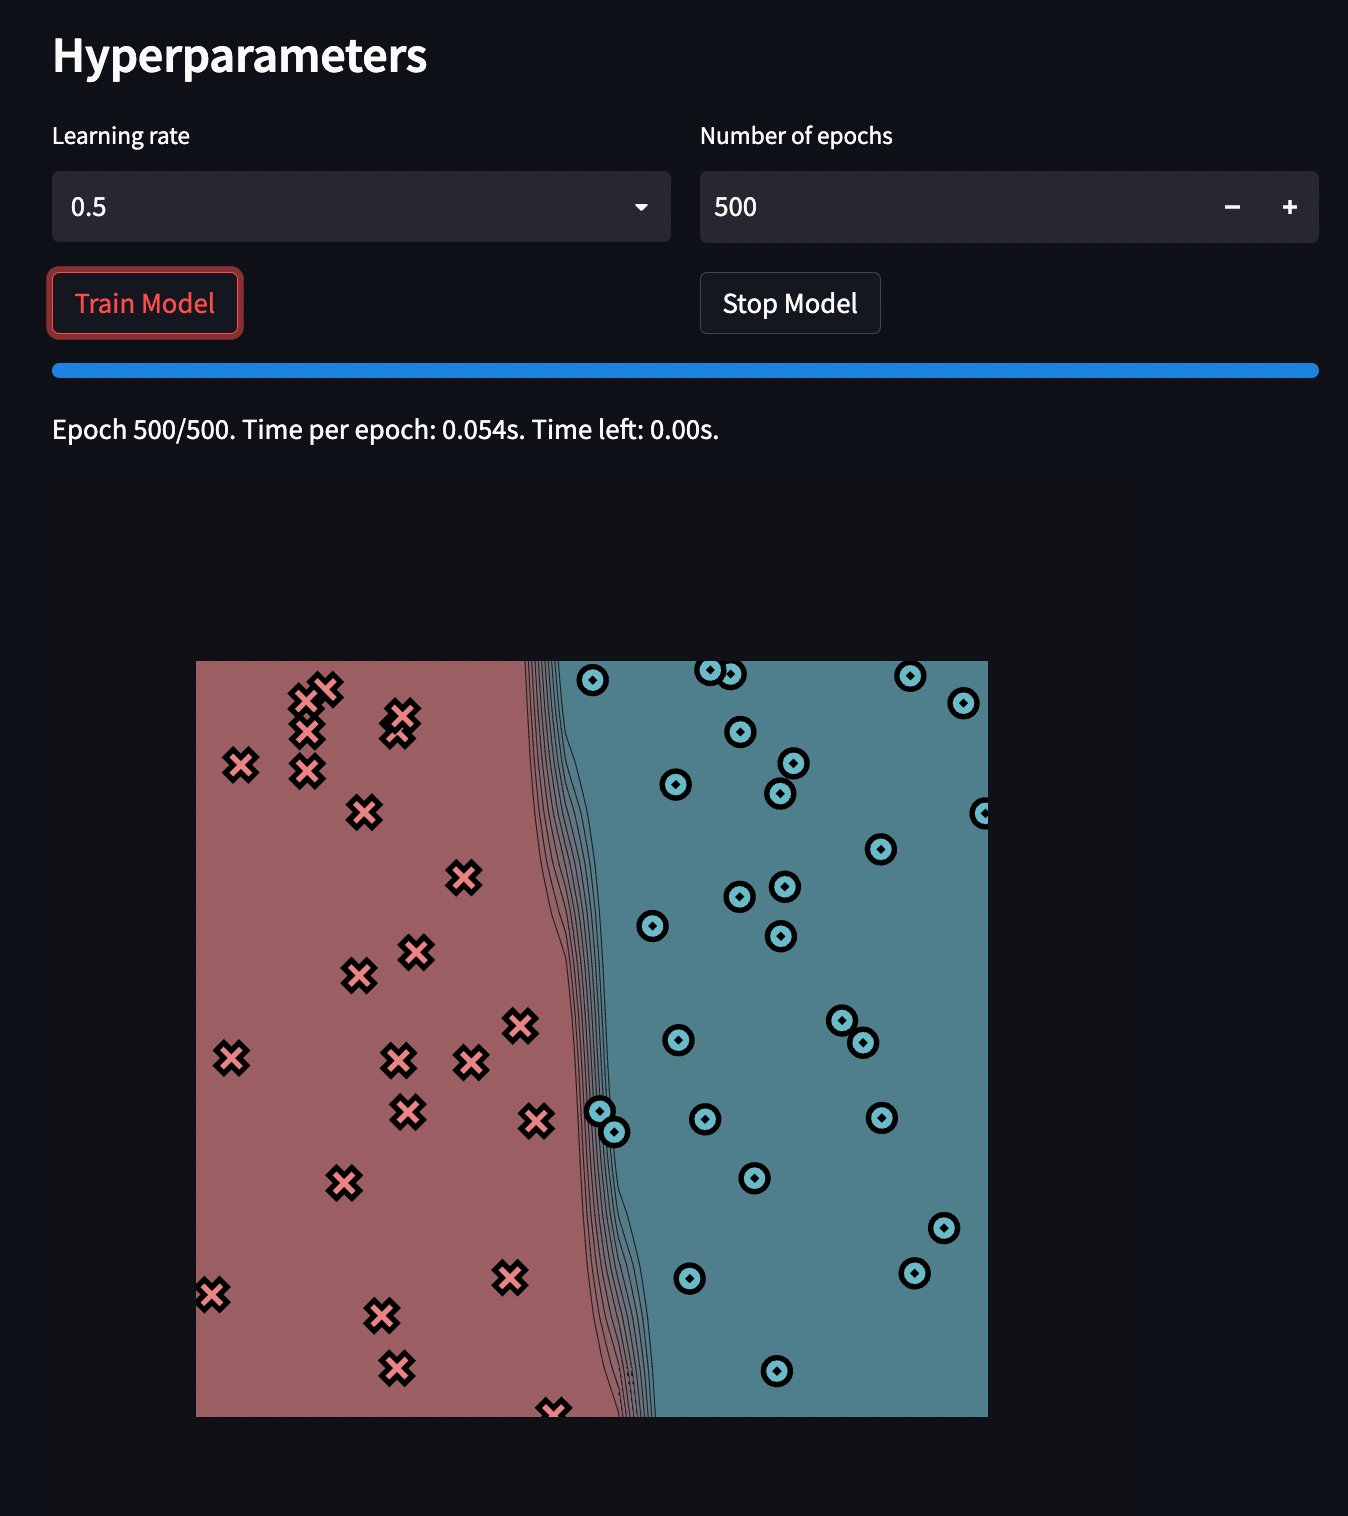 Hyperparameters
Learning rate
Number of epochs
0.5
500
Train Model
Stop Model
Epoch 500/500. Time per epoch: 0.054s. Time left: 0.00s.